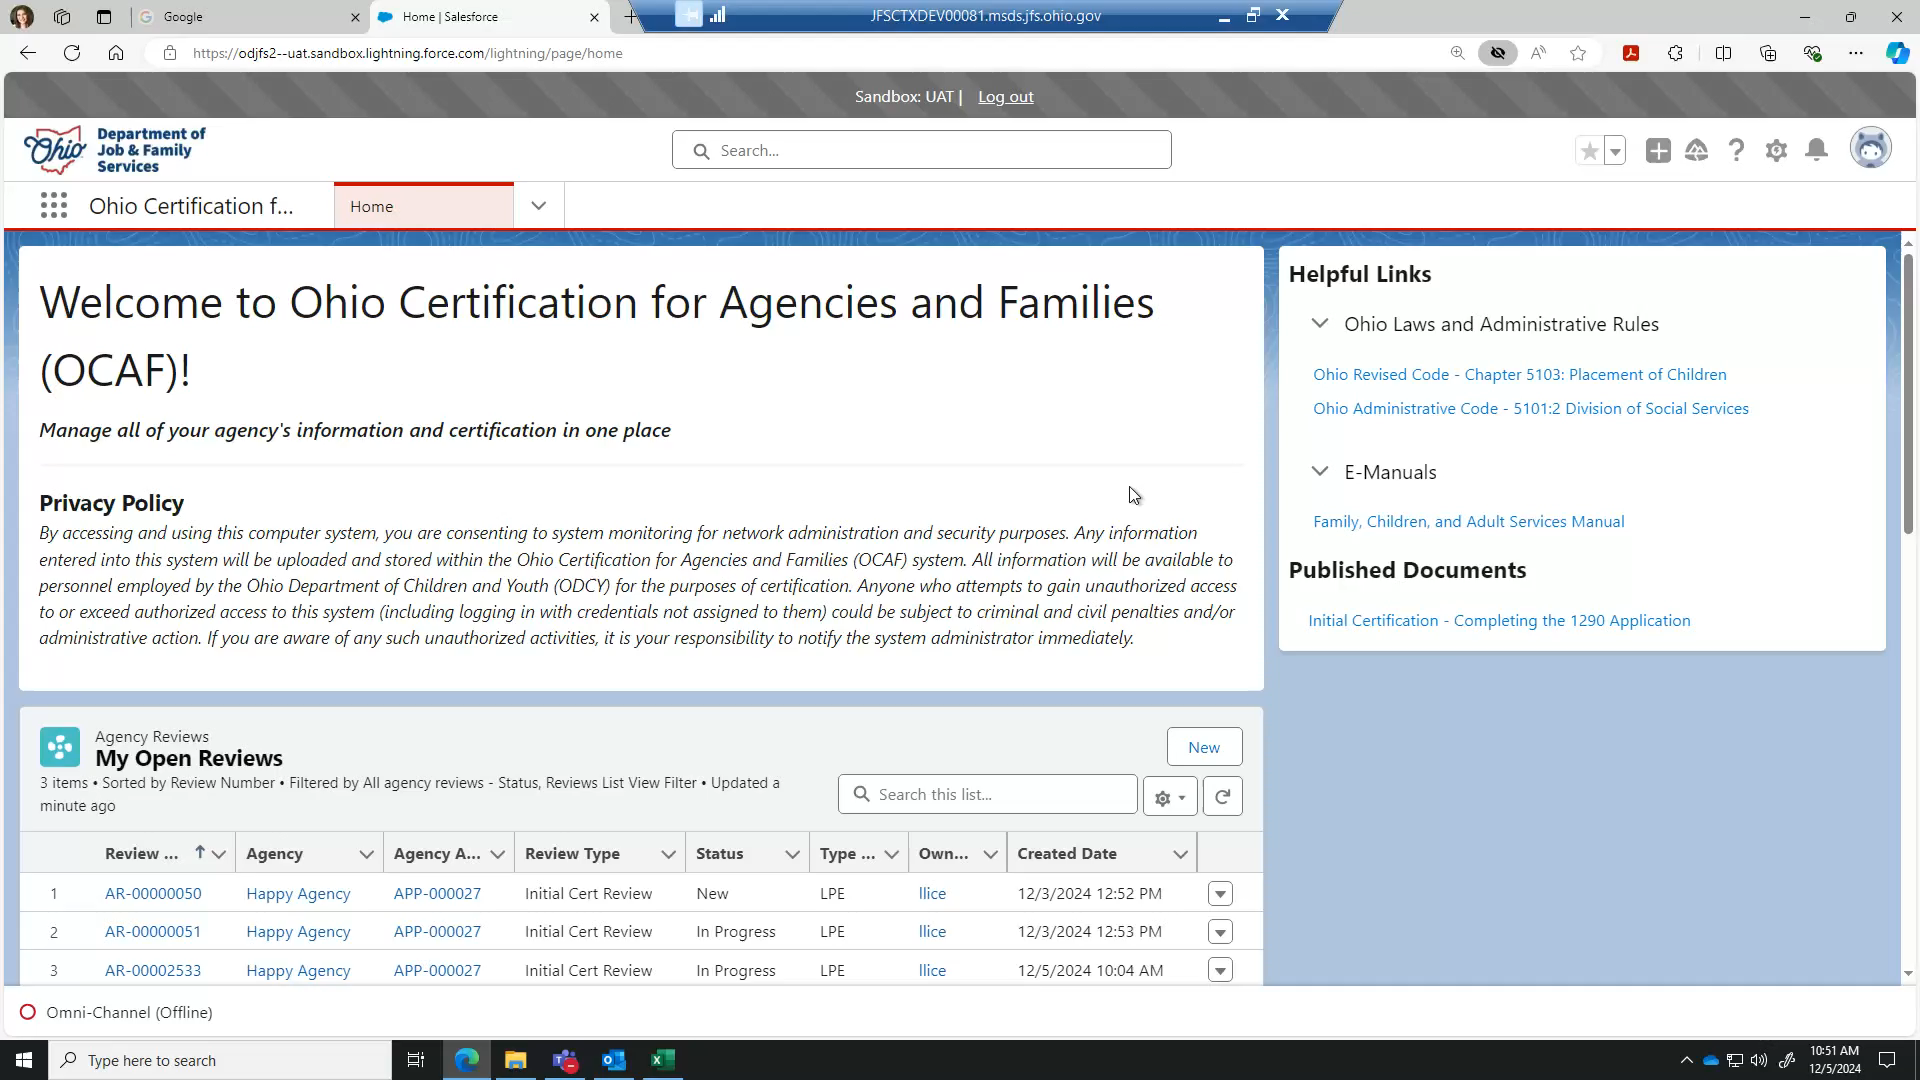 Google
Home | Salesforce
JFSCTXDEV00081.msds.jfs.ohio.gov
https://odjfs2--uat.sandbox.lightning.force.com/lightning/page/home
Sandbox: UAT | Log out
Ohio
Department of
Job & Family
Services
Search...
Ohio Certification f...
Home
Welcome to Ohio Certification for Agencies and Families
(OCAF)!
Manage all of your agency's information and certification in one place
Privacy Policy
By accessing and using this computer system, you are consenting to system monitoring for network administration and security purposes. Any information
entered into this system will be uploaded and stored within the Ohio Certification for Agencies and Families (OCAF) system. All information will be available to
personnel employed by the Ohio Department of Children and Youth (ODCY) for the purposes of certification. Anyone who attempts to gain unauthorized access
to or exceed authorized access to this system (including logging in with credentials not assigned to them) could be subject to criminal and civil penalties and/or
administrative action. If you are aware of any such unauthorized activities, it is your responsibility to notify the system administrator immediately.
Helpful Links
Ohio Laws and Administrative Rules
Ohio Revised Code - Chapter 5103: Placement of Children
Ohio Administrative Code - 5101:2 Division of Social Services
E-Manuals
Family, Children, and Adult Services Manual
Published Documents
Initial Certification - Completing the 1290 Application
Agency Reviews
My Open Reviews
New
3 items • Sorted by Review Number • Filtered by All agency reviews - Status, Reviews List View Filter • Updated a
minute ago
Search this list...
Review ... Agency Agency A... Review Type Status Type ... Own... Created Date
1 AR-00000050 Happy Agency APP-000027 Initial Cert Review New LPE llice 12/3/2024 12:52 PM
2 AR-00000051 Happy Agency APP-000027 Initial Cert Review In Progress LPE llice 12/3/2024 12:53 PM
3 AR-00002533 Happy Agency APP-000027 Initial Cert Review In Progress LPE llice 12/5/2024 10:04 AM
Omni-Channel (Offline)
Type here to search
10:51 AM
12/5/2024